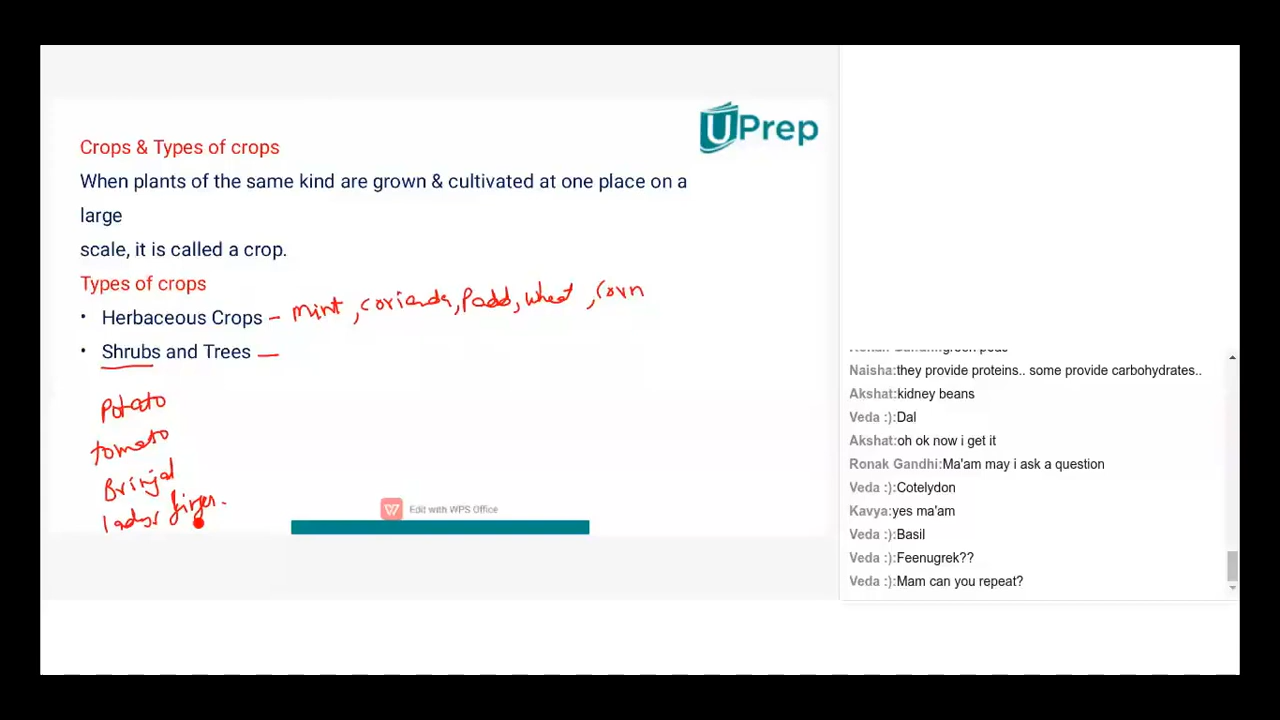 UPrep
Crops & Types of crops
When plants of the same kind are grown & cultivated at one place on a
large
scale, it is called a crop.
Types of crops
• Herbaceous Crops - mint, corianda, Padd, wheat, Corn
• Shrubs and Trees —
Potato
tomato
Brinjal
finger.
Edit with WPS Office
Naisha:they provide proteins.. some provide carbohydrates..
Akshat:kidney beans
Veda :):Dal
Akshat:oh ok now i get it
Ronak Gandhi:Ma'am may i ask a question
Veda :):Cotelydon
Kavya:yes ma'am
Veda :):Basil
Veda :):Feenugrek??
Veda :):Mam can you repeat?